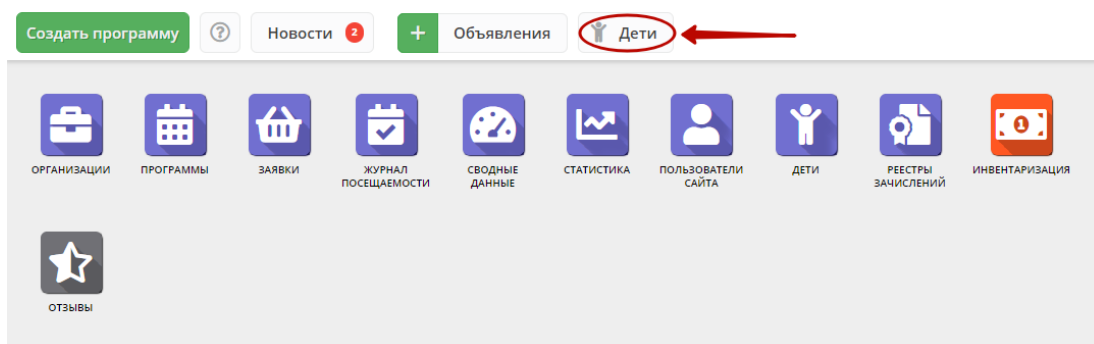 Создать программу ? Новости 2 + Объявления Дети
ОРГАНИЗАЦИИ ПРОГРАММЫ ЗАЯВКИ ЖУРНАЛ СВОДНЫЕ СТАТИСТИКА ПОЛЬЗОВАТЕЛИ ДЕТИ РЕЕСТРЫ 1 ИНВЕНТАРИЗАЦИЯ
ПОСЕЩАЕМОСТИ ДАННЫЕ САЙТА ЗАЧИСЛЕНИЙ
ОТЗЫВЫ